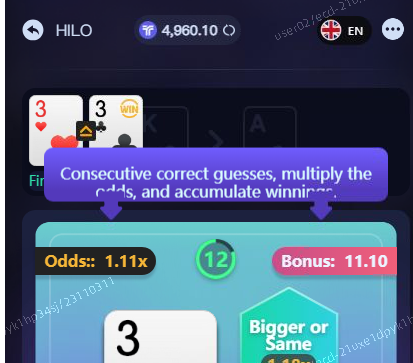 HILO
4,960.10
EN
3
3
WIN
K
A
Consecutive correct guesses, multiply the
odds, and accumulate winnings.
Odds:: 1.11x
12
Bonus: 11.10
3
Bigger or
Same